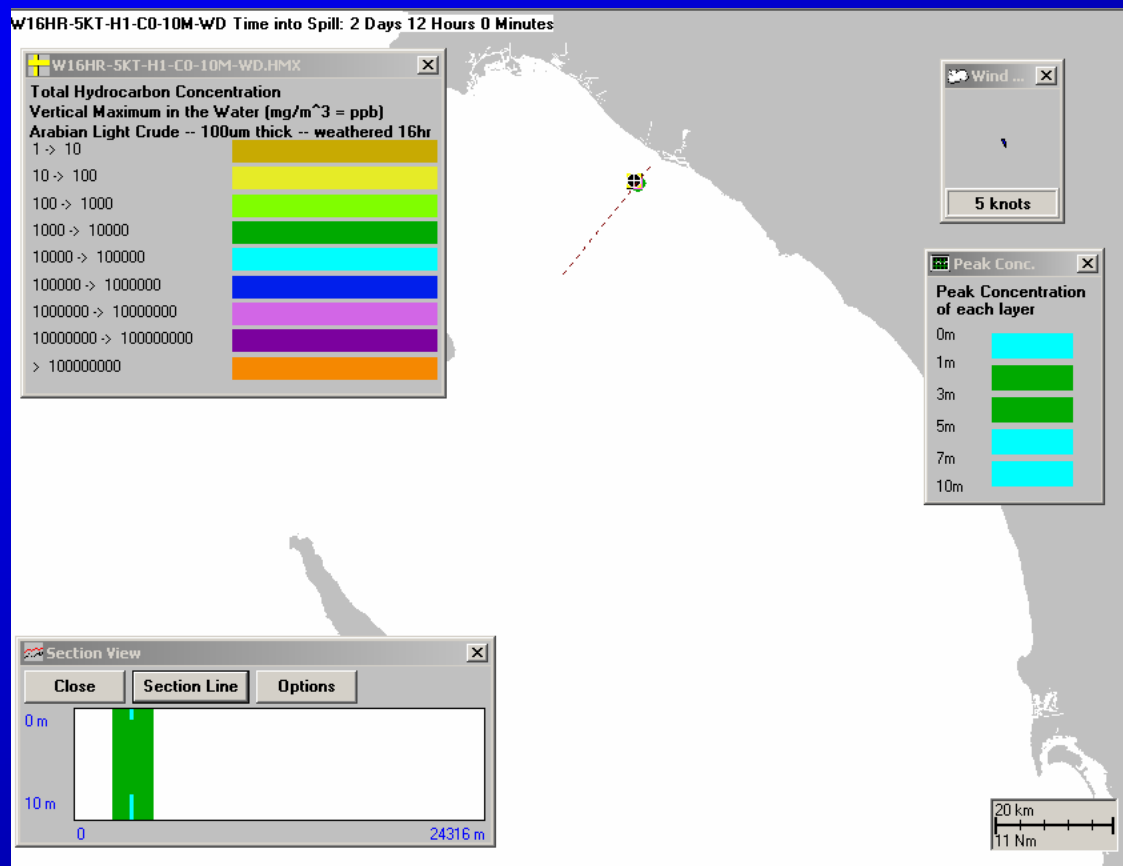 W16HR-5KT-H1-C0-10M-WD Time into Spill: 2 Days 12 Hours 0 Minutes
W16HR-5KT-H1-C0-10M-WD.HMX
Total Hydrocarbon Concentration
Vertical Maximum in the Water (mg/m^3 = ppb)
Arabian Light Crude -- 100um thick -- weathered 16hr
1 -> 10
10 -> 100
100 -> 1000
1000 -> 10000
10000 -> 100000
100000 -> 1000000
1000000 -> 10000000
10000000 -> 100000000
> 100000000
Wind ...
5 knots
Peak Conc.
Peak Concentration
of each layer
0m
1m
3m
5m
7m
10m
Section View
Close Section Line Options
0 m
10 m
0 24316 m
20 km
11 Nm